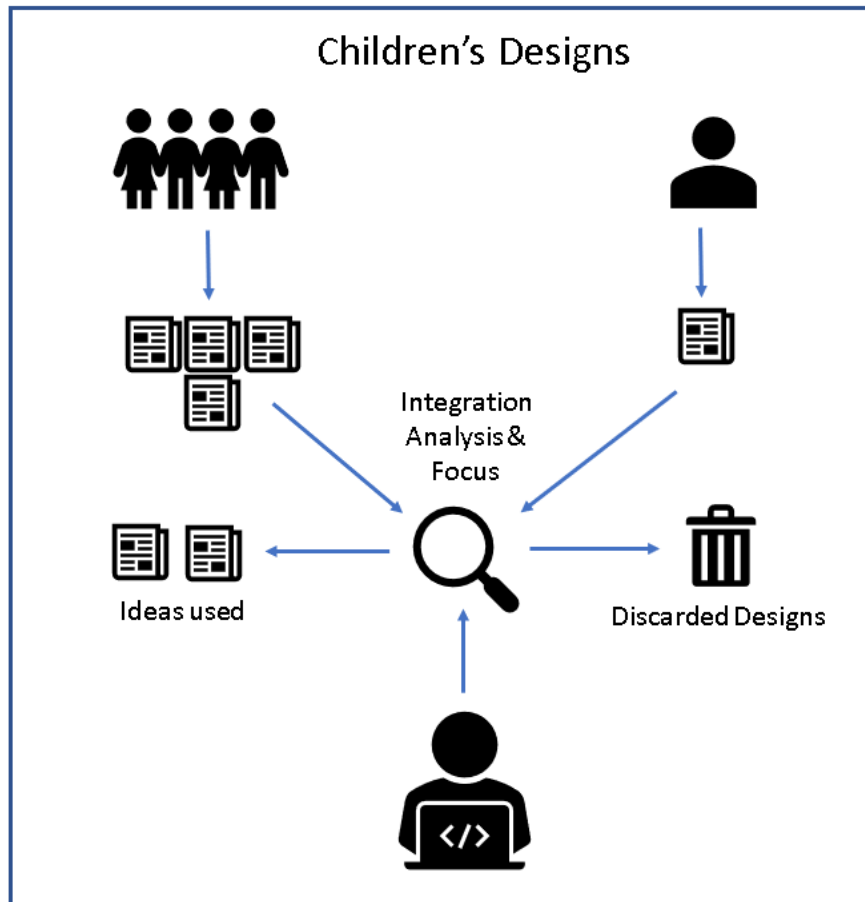 Children's Designs
Integration
Analysis &
Focus
Ideas used
Discarded Designs
</>